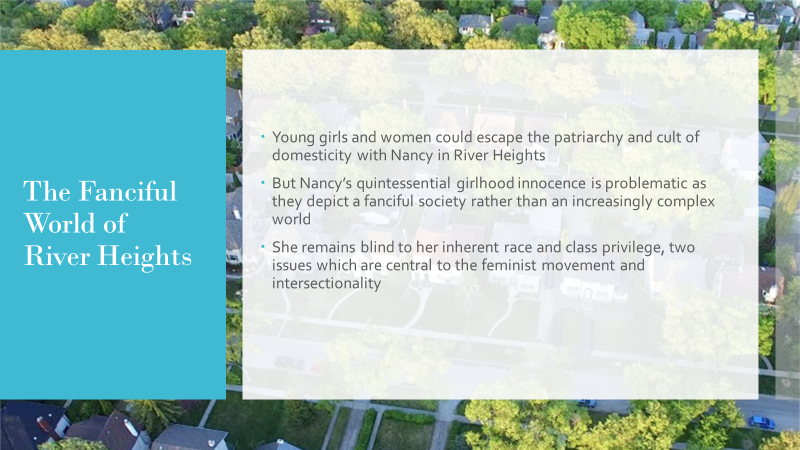 The Fanciful
World of
River Heights
• Young girls and women could escape the patriarchy and cult of
domesticity with Nancy in River Heights
• But Nancy's quintessential girlhood innocence is problematic as
they depict a fanciful society rather than an increasingly complex
world
• She remains blind to her inherent race and class privilege, two
issues which are central to the feminist movement and
intersectionality